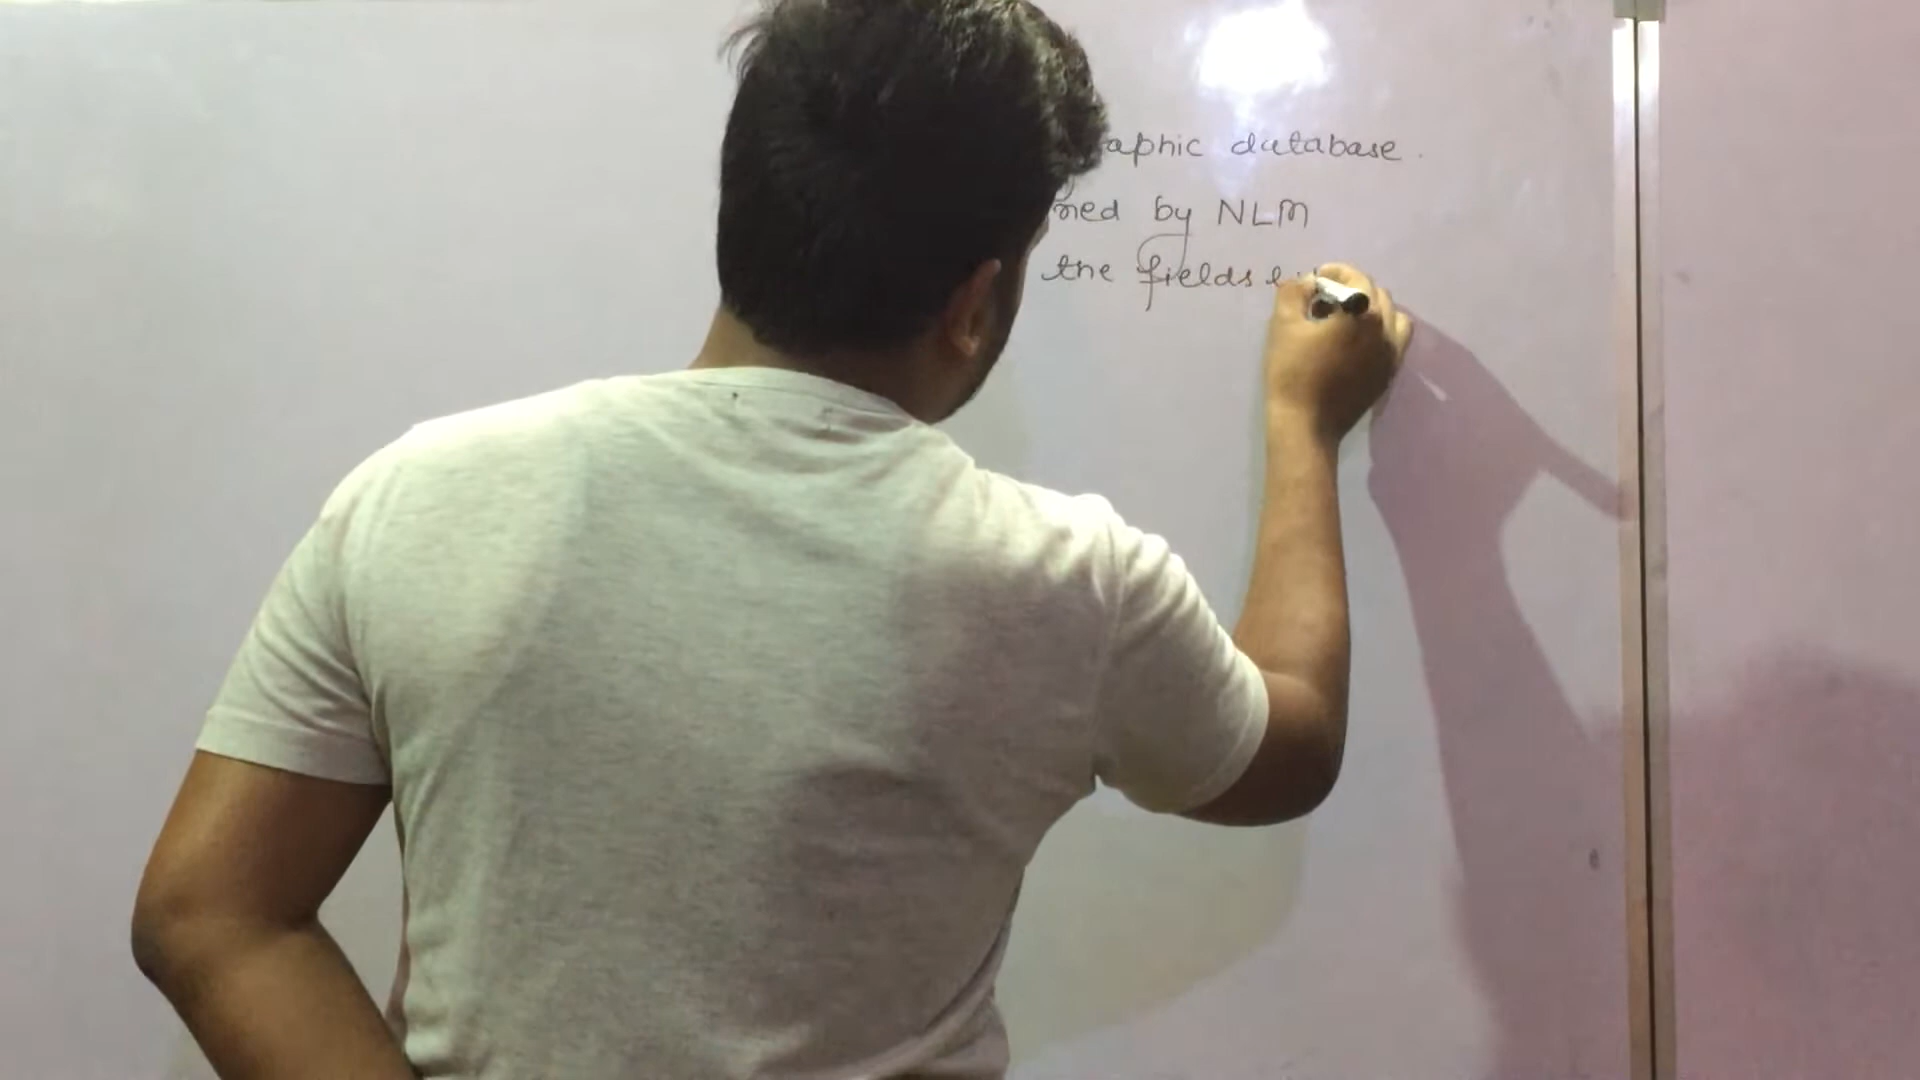 aphic database.
ned by NLM
the fields